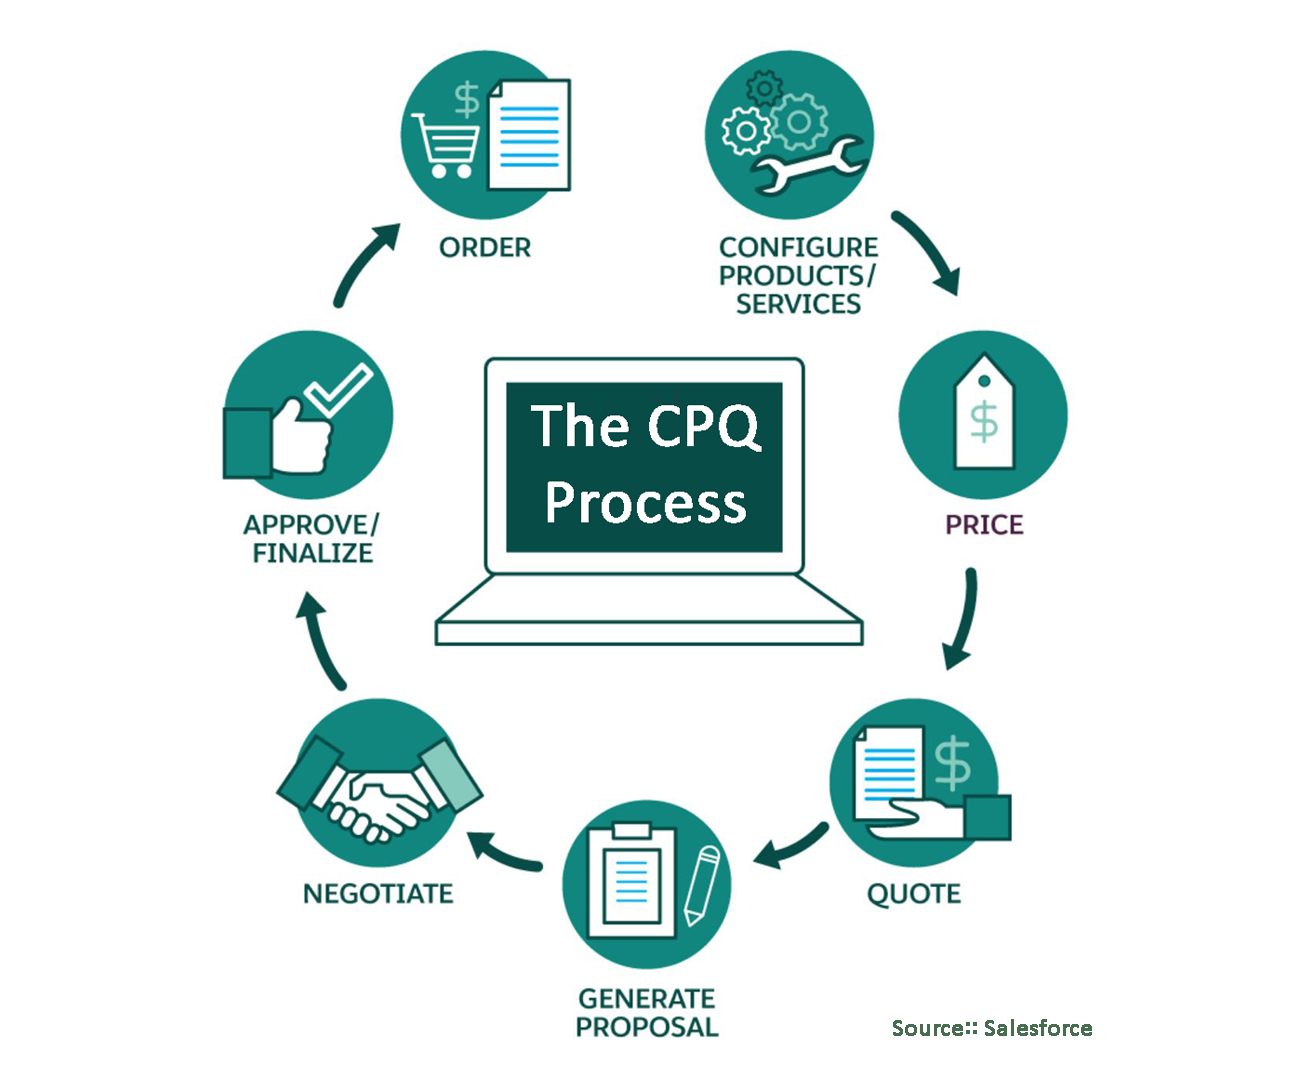 The CPQ
Process
CONFIGURE
PRODUCTS/
SERVICES
$
PRICE
$
QUOTE
GENERATE
PROPOSAL
NEGOTIATE
APPROVE/
FINALIZE
$
ORDER
Source:: Salesforce